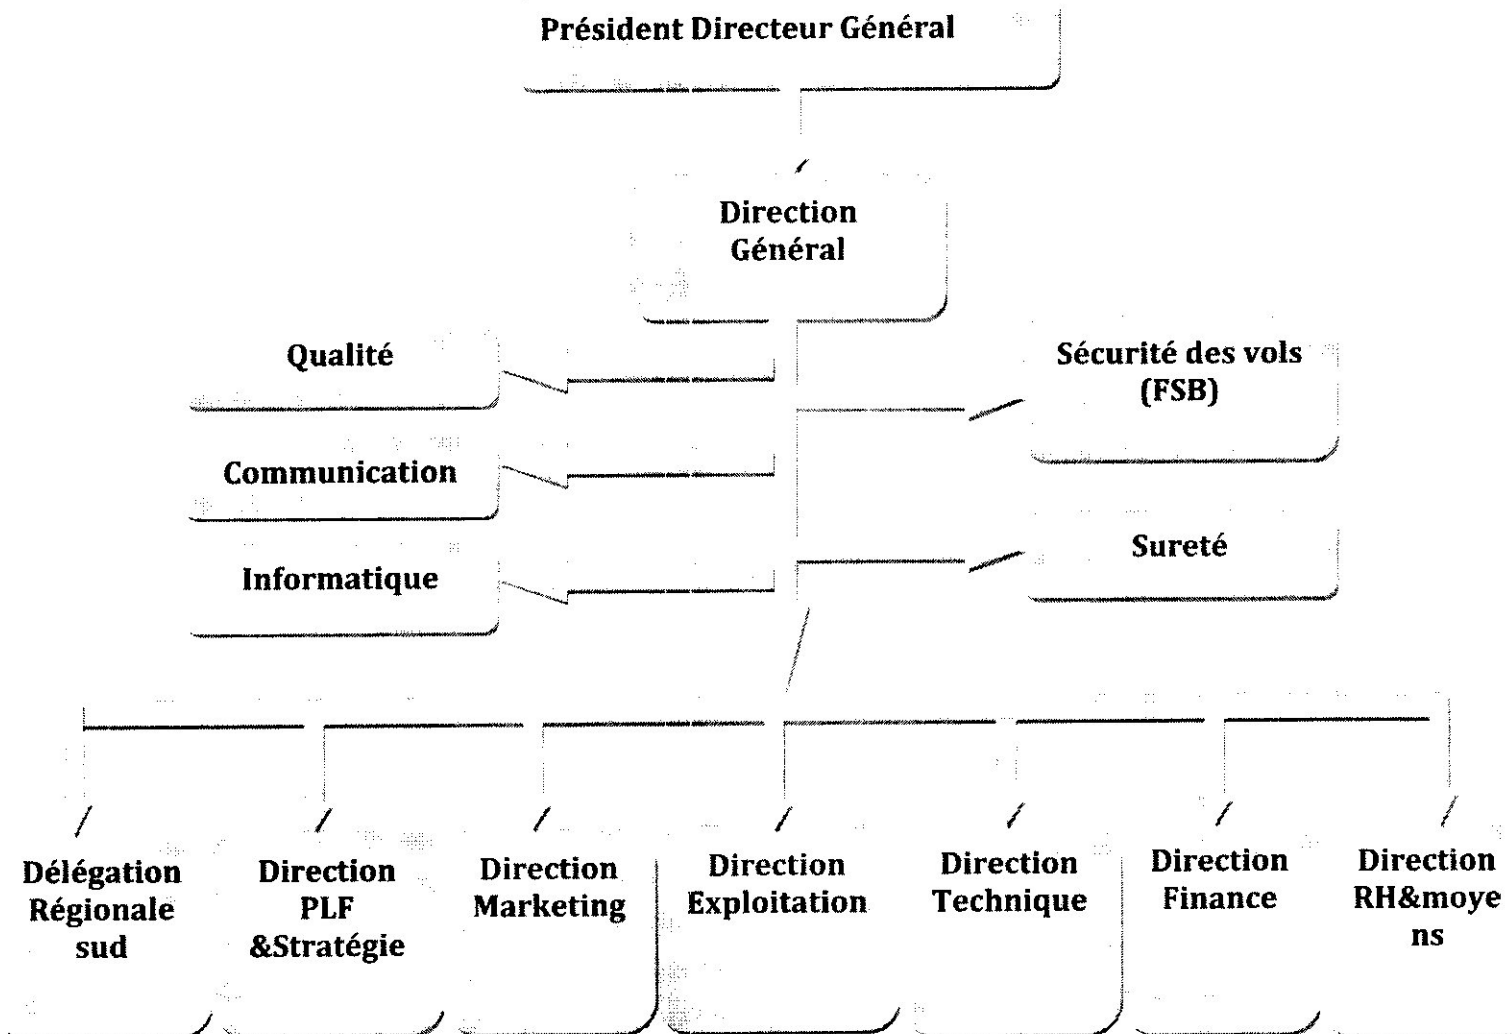 Président Directeur Général
Direction
Général
Qualité
Sécurité des vols
(FSB)
Communication
Sureté
Informatique
Délégation
Régionale
sud
Direction
PLF
&Stratégie
Direction
Marketing
Direction
Exploitation
Direction
Technique
Direction
Finance
Direction
RH&moye
ns